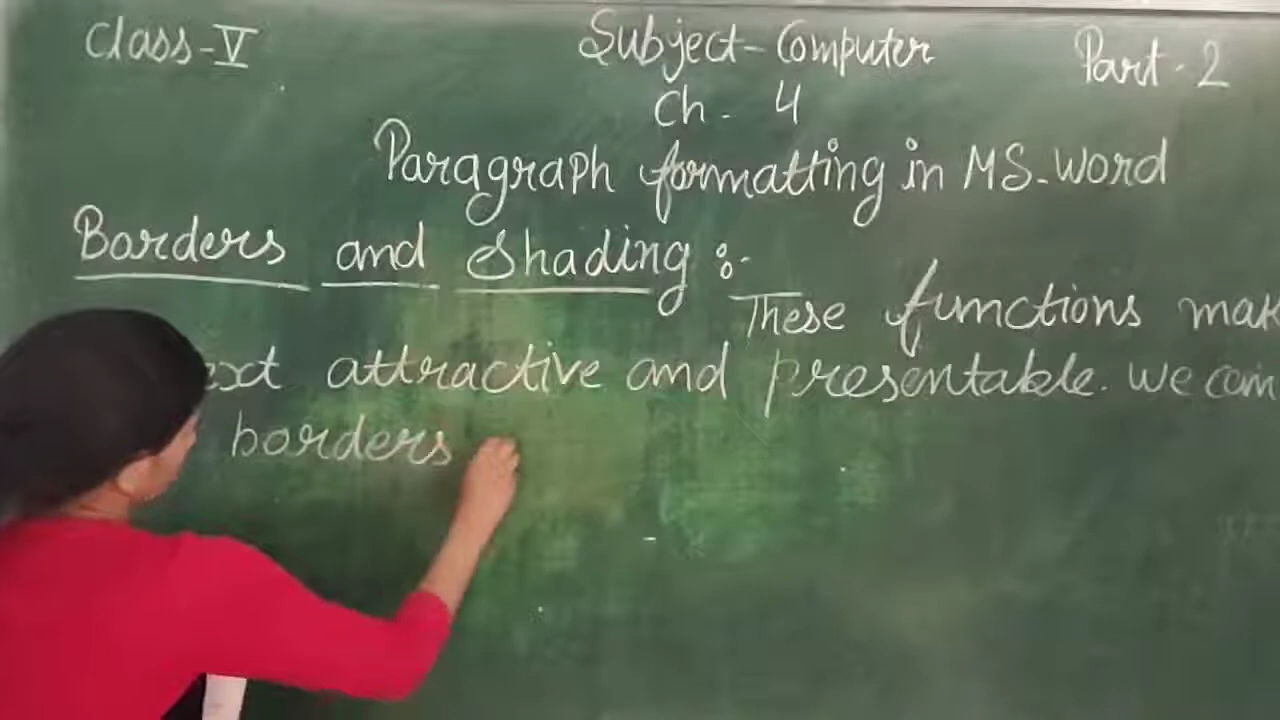 Class-V Subject-Computer Part-2
Ch- 4
Paragraph formatting in MS-Word
Borders and Shading :-
These functions mak
ext attractive and presentable. We can
borders